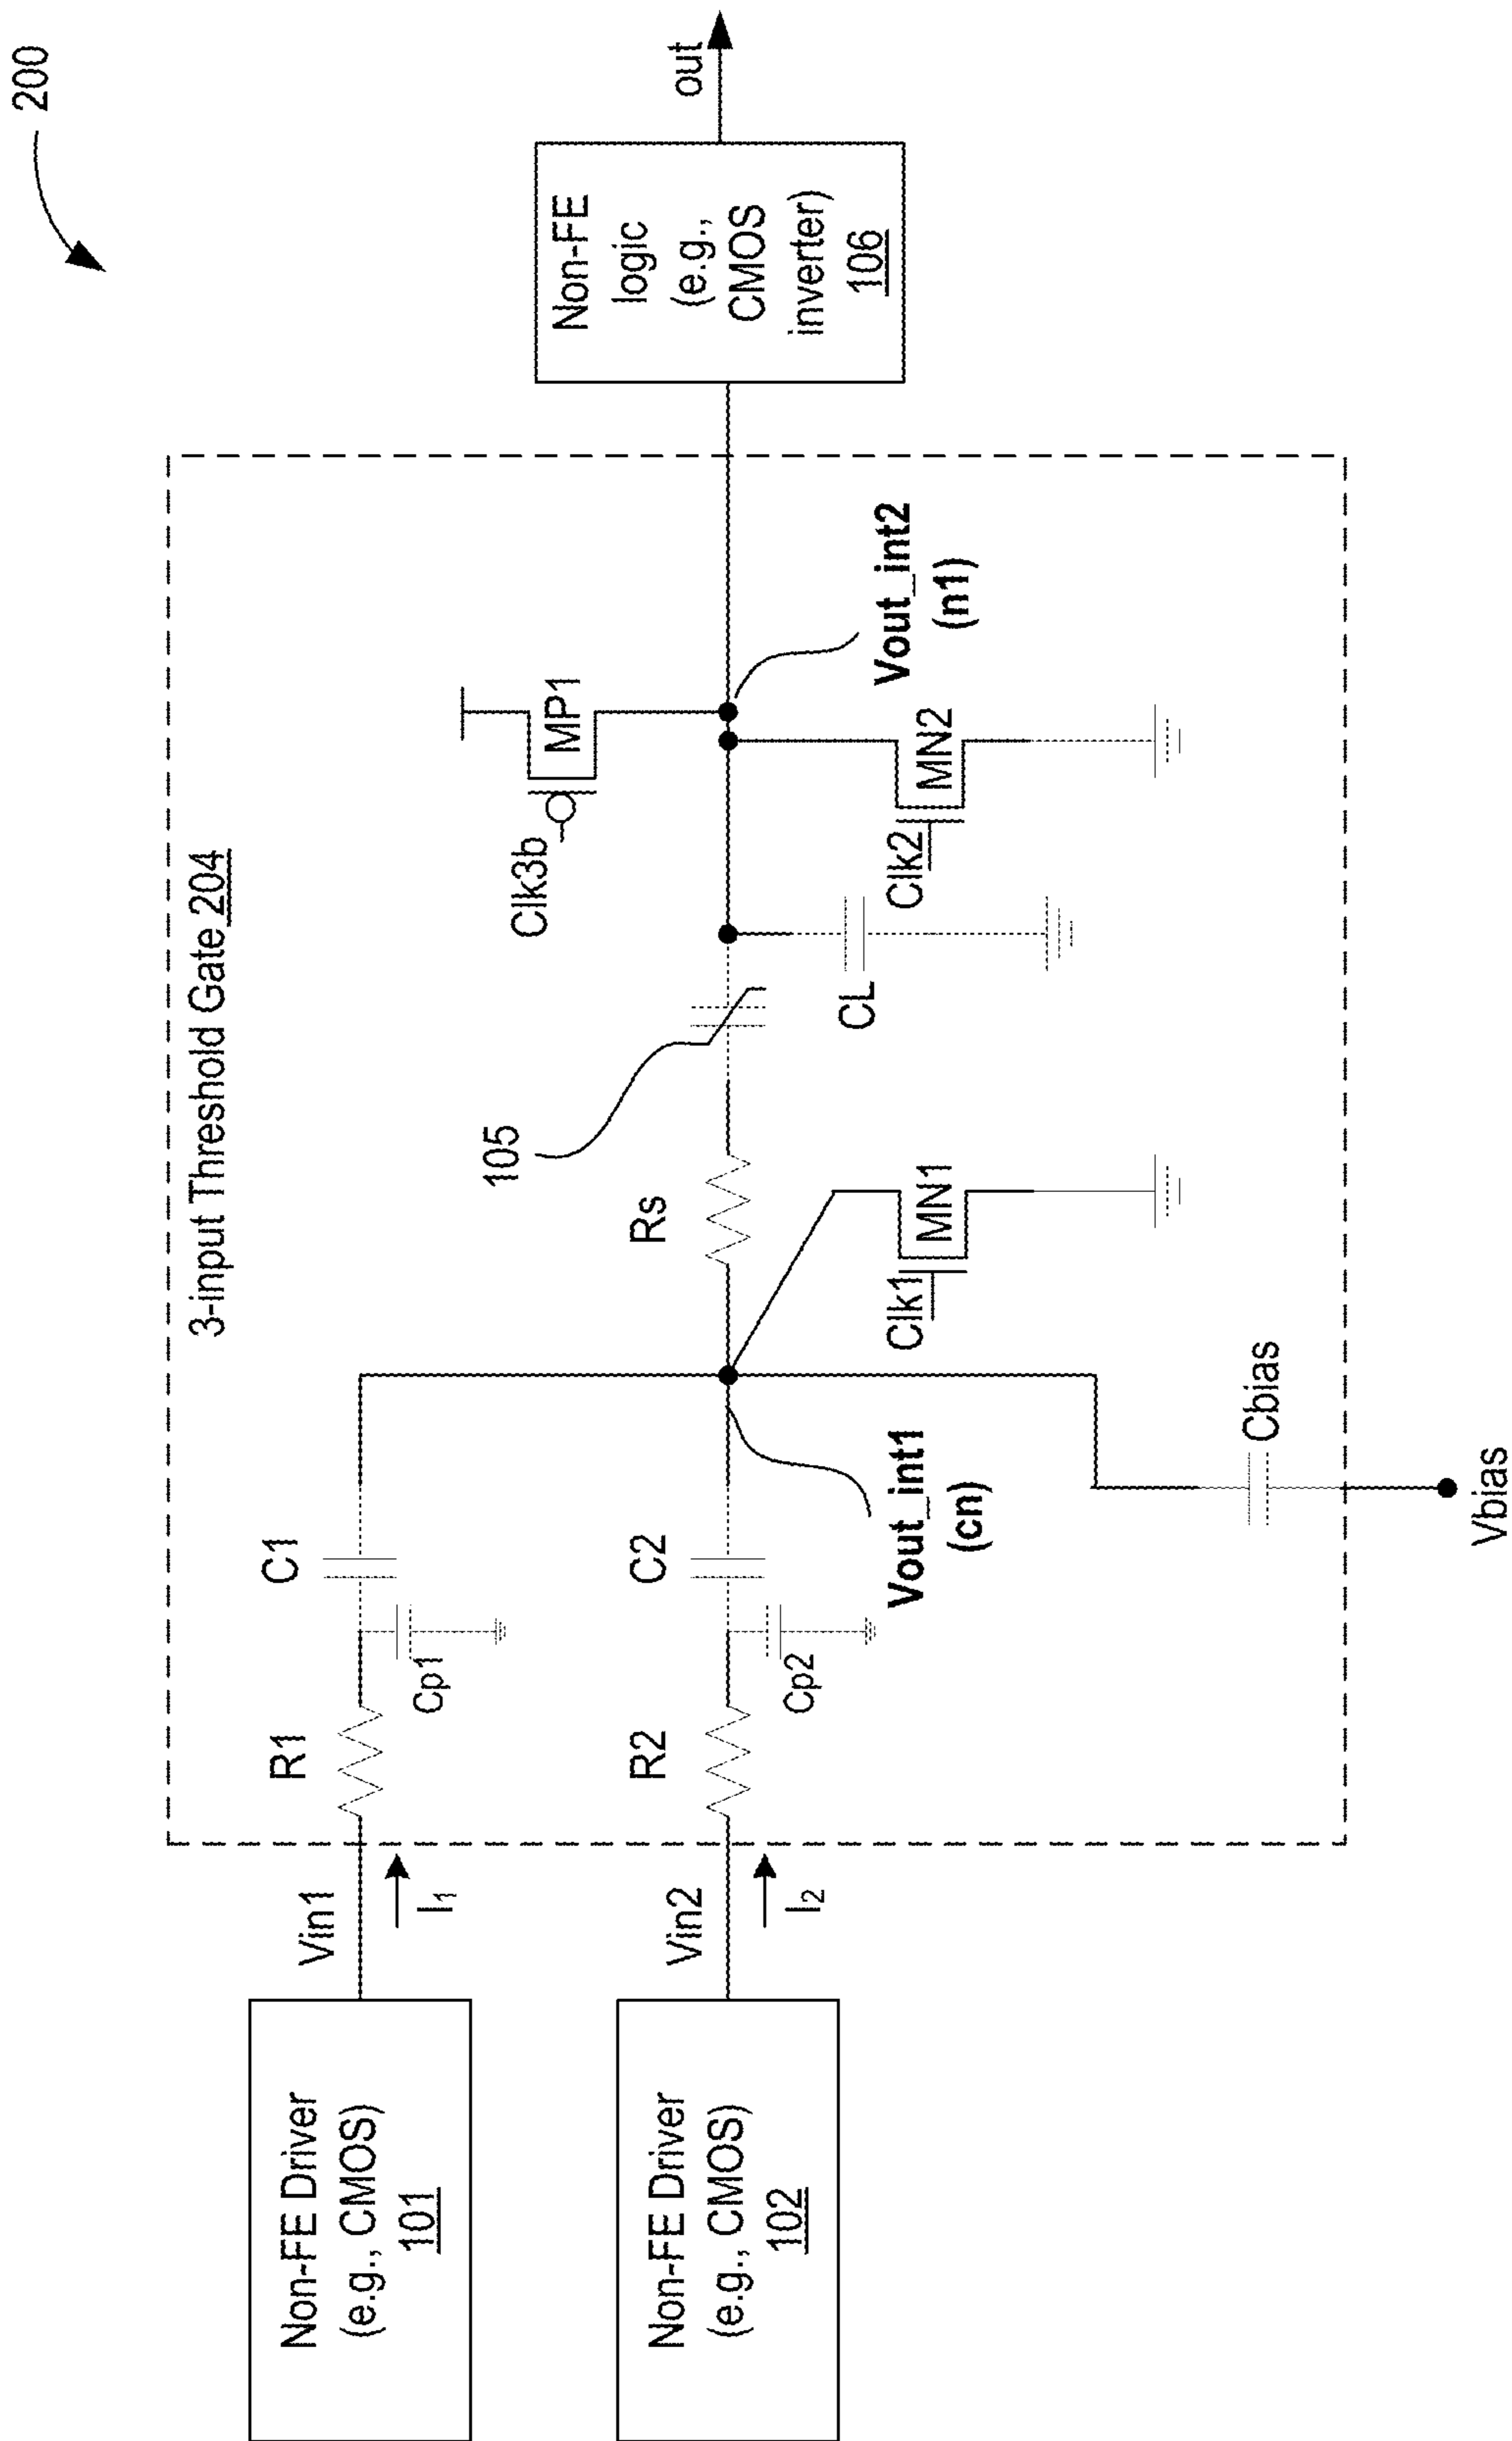 200
3-input Threshold Gate 204
Non-FE Driver
(e.g., CMOS)
101
Vin1
I1
R1
Cp1
C1
Non-FE Driver
(e.g., CMOS)
102
Vin2
I2
R2
Cp2
C2
Vout_int1
(cn)
Rs
105
Clk1
MN1
Cbias
Vbias
CL
Clk3b
MP1
Clk2
MN2
Vout_int2
(n1)
Non-FE
logic
(e.g.,
CMOS
inverter)
106
out